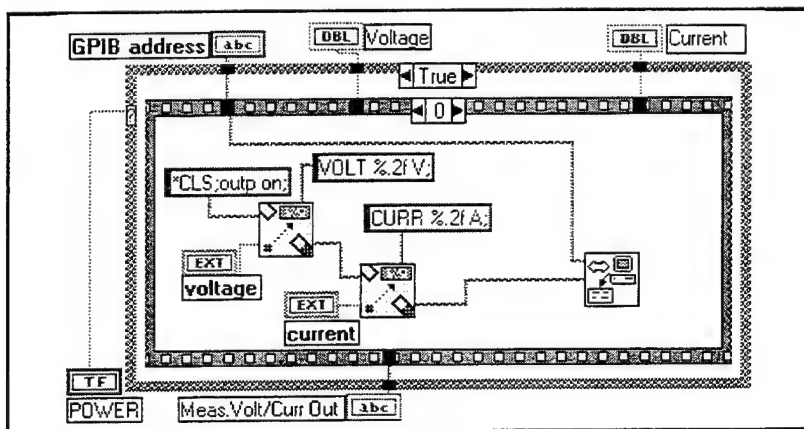 GPIB address abc
DBL Voltage
DBL Current
True
0
?
*CLS;outp on;
VOLT %.2f V;
CURR %.2f A;
#
EXT
voltage
#
EXT
current
TF
POWER
Meas.Volt/Curr Out abc